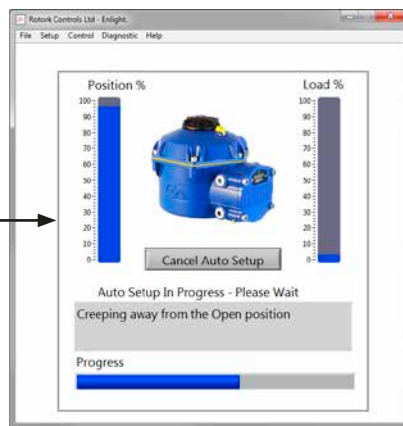 Rotork Controls Ltd - Enlight.
File Setup Control Diagnostic Help
Position %
Load %
100
90
80
70
60
50
40
30
20
10
0
100
90
80
70
60
50
40
30
20
10
0
Cancel Auto Setup
Auto Setup In Progress - Please Wait
Creeping away from the Open position
Progress